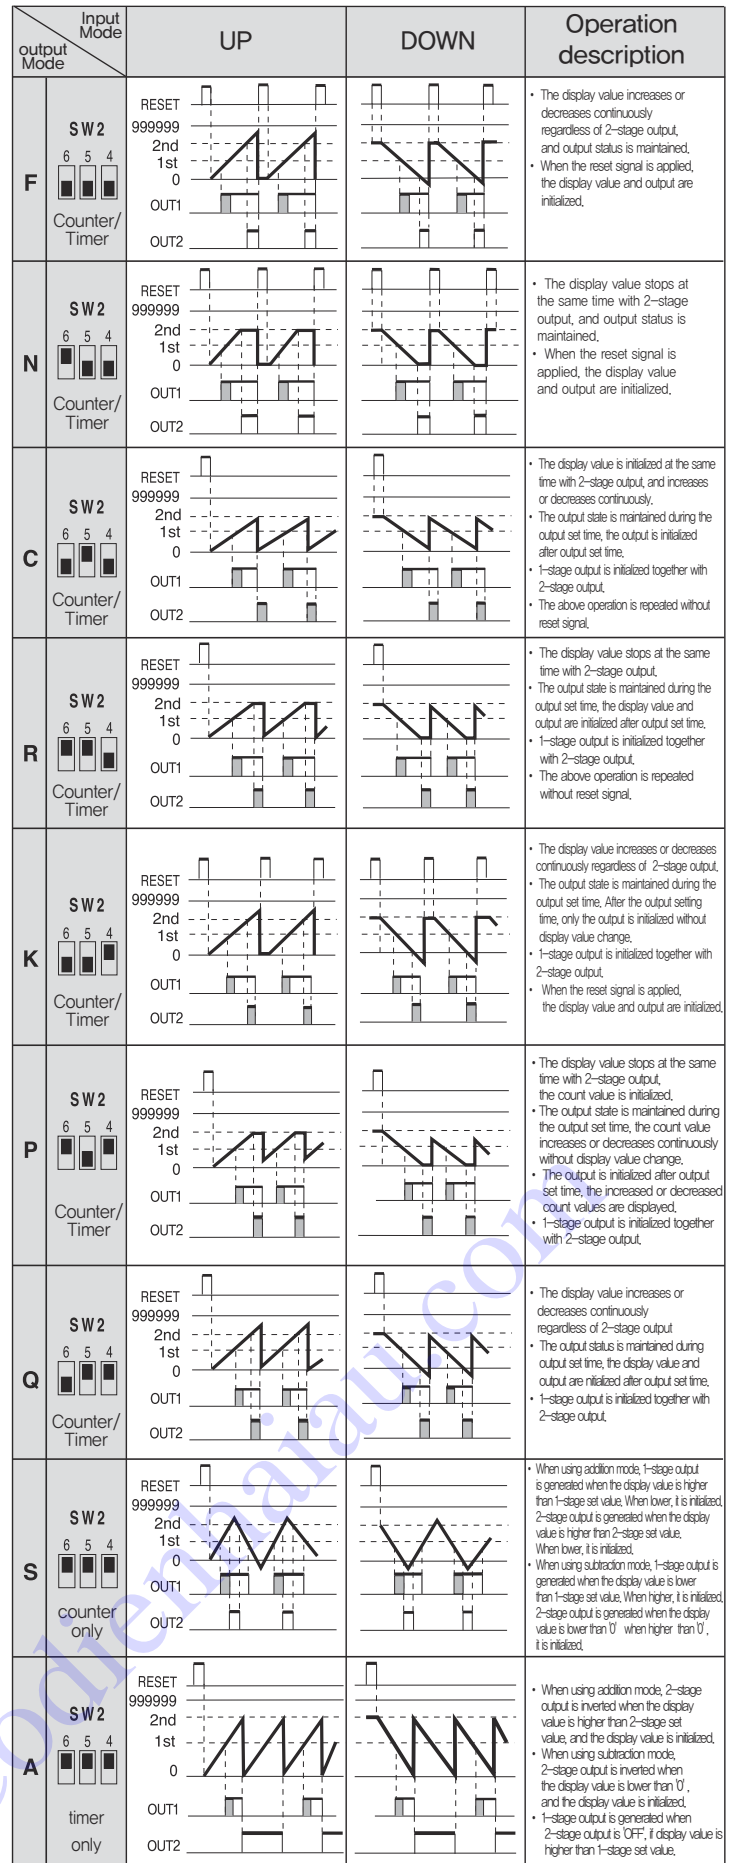 Input
Mode
output
Mode
UP
DOWN
Operation
description
F
SW2
6 5 4
Counter/
Timer
RESET
999999
2nd
1st
0
OUT1
OUT2
• The display value increases or
decreases continuously
regardless of 2-stage output,
and output status is maintained.
• When the reset signal is applied,
the display value and output are
initialized.
N
SW2
6 5 4
Counter/
Timer
RESET
999999
2nd
1st
0
OUT1
OUT2
• The display value stops at
the same time with 2-stage
output, and output status is
maintained.
• When the reset signal is
applied, the display value
and output are initialized.
C
SW2
6 5 4
Counter/
Timer
RESET
999999
2nd
1st
0
OUT1
OUT2
• The display value is initialized at the same
time with 2-stage output, and increases
or decreases continuously.
• The output state is maintained during the
output set time, the output is initialized
after output set time.
• 1-stage output is initialized together with
2-stage output.
• The above operation is repeated without
reset signal.
R
SW2
6 5 4
Counter/
Timer
RESET
999999
2nd
1st
0
OUT1
OUT2
• The display value stops at the same
time with 2-stage output.
• The output state is maintained during the
output set time, the display value and
output are initialized after output set time.
• 1-stage output is initialized together
with 2-stage output.
• The above operation is repeated
without reset signal.
K
SW2
6 5 4
Counter/
Timer
RESET
999999
2nd
1st
0
OUT1
OUT2
• The display value increases or decreases
continuously regardless of 2-stage output.
• The output state is maintained during the
output set time. After the output setting
time, only the output is initialized without
display value change.
• 1-stage output is initialized together with
2-stage output.
• When the reset signal is applied,
the display value and output are initialized.
P
SW2
6 5 4
Counter/
Timer
RESET
999999
2nd
1st
0
OUT1
OUT2
• The display value stops at the same
time with 2-stage output,
the count value is initialized.
• The output state is maintained during
the output set time, the count value
increases or decreases continuously
without display value change.
• The output is initialized after output
set time, the increased or decreased
count values are displayed.
• 1-stage output is initialized together
with 2-stage output.
Q
SW2
6 5 4
Counter/
Timer
RESET
999999
2nd
1st
0
OUT1
OUT2
• The display value increases or
decreases continuously
regardless of 2-stage output
• The output status is maintained during
output set time, the display value and
output are nitialized after output set time.
• 1-stage output is initialized together with
2-stage output.
S
SW2
6 5 4
counter
only
RESET
999999
2nd
1st
0
OUT1
OUT2
• When using addition mode, 1-stage output
is generated when the display value is higher
than 1-stage set value, When lower, it is initialized.
2-stage output is generated when the display
value is higher than 2-stage set value.
When lower, it is initialized.
• When using subtraction mode, 1-stage output is
generated when the display value is lower
than 1-stage set value, When higher, it is initialized.
2-stage output is generated when the display
value is lower than '0' when higher than '0',
it is initialized.
A
SW2
6 5 4
timer
only
RESET
999999
2nd
1st
0
OUT1
OUT2
• When using addition mode, 2-stage
output is inverted when the display
value is higher than 2-stage set
value, and the display value is initialized.
• When using subtraction mode,
2-stage output is inverted when
the display value is lower than '0',
and the display value is initialized.
• 1-stage output is generated when
2-stage output is 'OFF', if display value is
higher than 1-stage set value.
odienhaiau.com